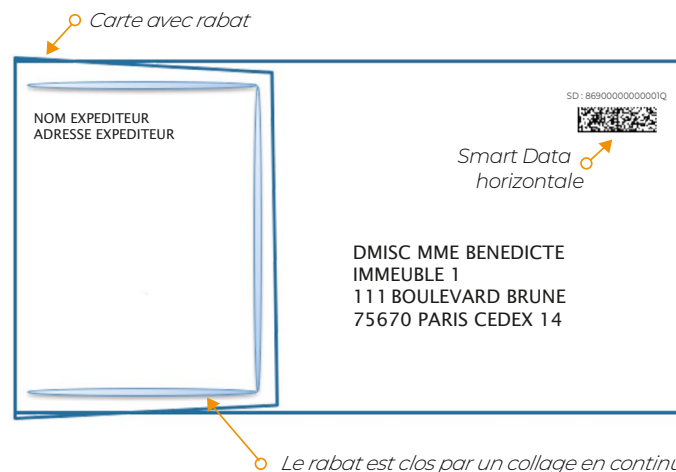 Carte avec rabat
SD : 86900000000001Q
NOM EXPEDITEUR
ADRESSE EXPEDITEUR
Smart Data
horizontale
DMISC MME BENEDICTE
IMMEUBLE 1
111 BOULEVARD BRUNE
75670 PARIS CEDEX 14
Le rabat est clos par un collage en continu